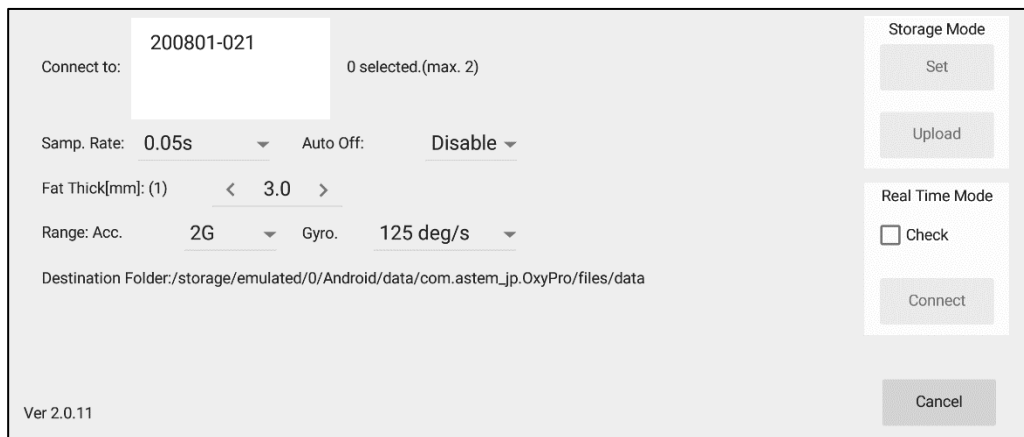 200801-021
Connect to: 0 selected.(max. 2)
Samp. Rate: 0.05s Auto Off: Disable
Fat Thick[mm]: (1) < 3.0 >
Range: Acc. 2G Gyro. 125 deg/s
Destination Folder:/storage/emulated/0/Android/data/com.astem_jp.OxyPro/files/data
Ver 2.0.11
Storage Mode
Set
Upload
Real Time Mode
Check
Connect
Cancel